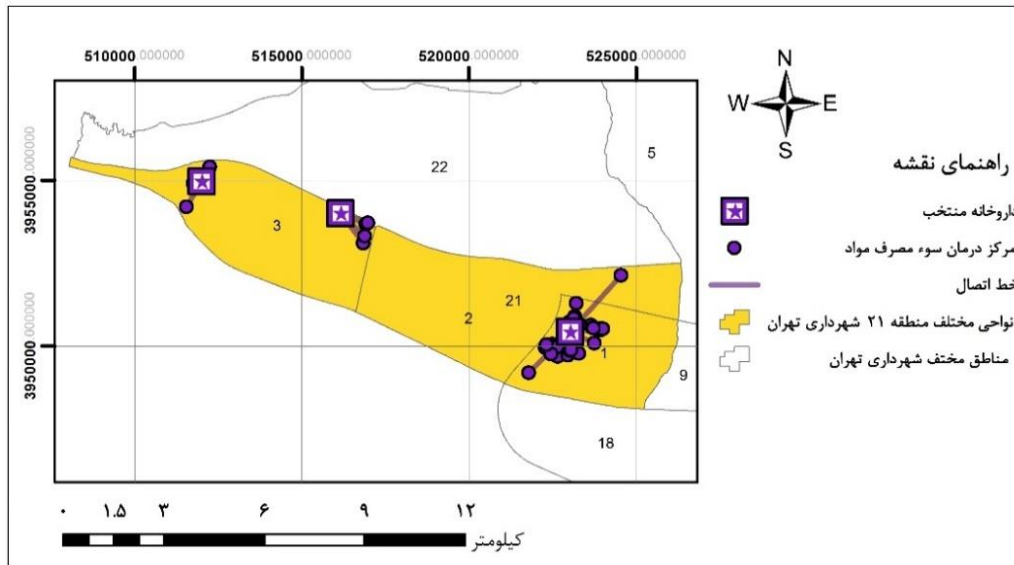 510000.000000 515000.000000 520000.000000 525000.000000
3955000.000000
3950000.000000
N
W E
S
5
22
3
21
2
1
9
18
راهنمای نقشه
داروخانه منتخب
مرکز درمان سوء مصرف مواد
خط اتصال
نواحی مختلف منطقه ۲۱ شهرداری تهران
مناطق مختف شهرداری تهران
۰ ۱.۵ ۳ ۶ ۹ ۱۲
کیلومتر